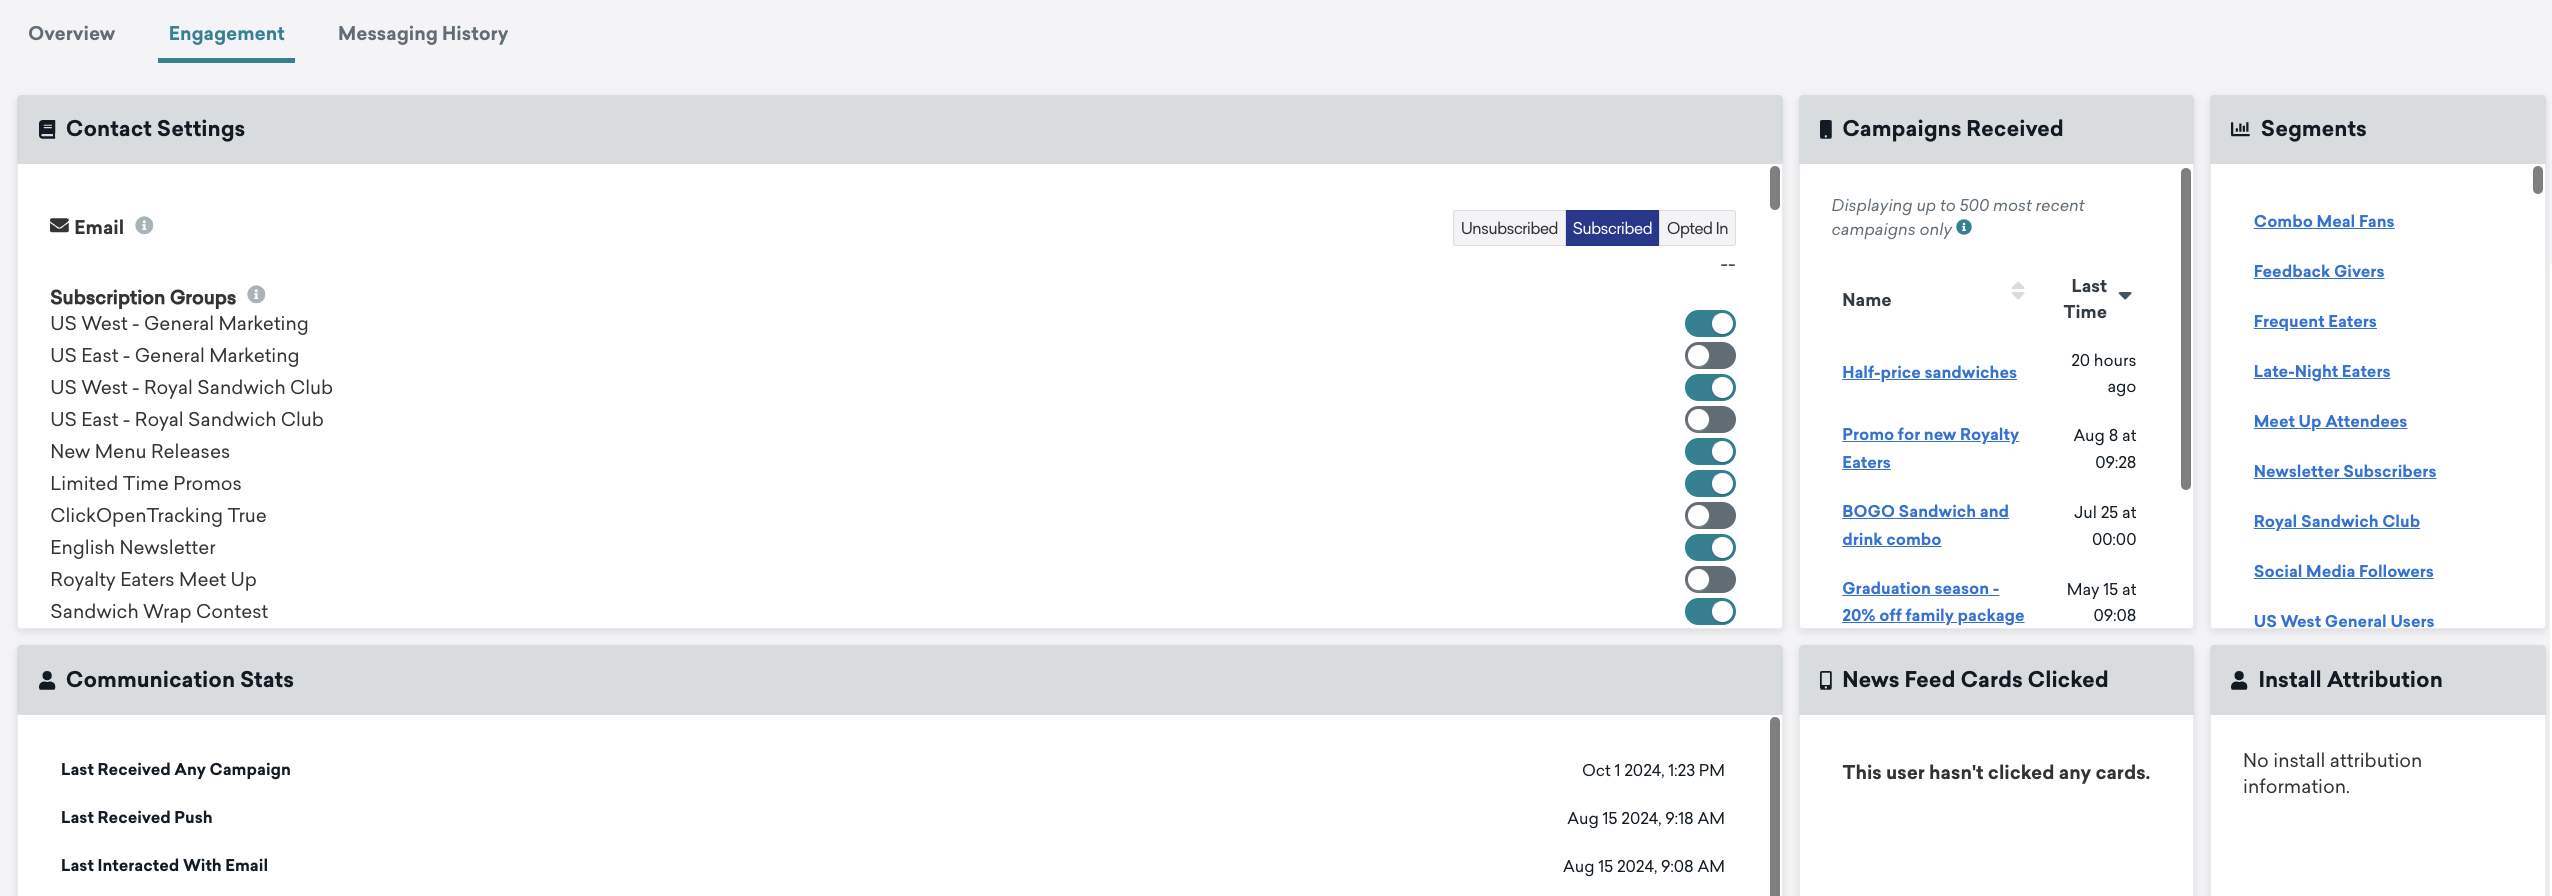 Overview
Engagement
Messaging History
Contact Settings
Email
Unsubscribed
Subscribed
Opted In
--
Subscription Groups
US West - General Marketing
US East - General Marketing
US West - Royal Sandwich Club
US East - Royal Sandwich Club
New Menu Releases
Limited Time Promos
ClickOpenTracking True
English Newsletter
Royalty Eaters Meet Up
Sandwich Wrap Contest
Campaigns Received
Displaying up to 500 most recent
campaigns only
Name
Last
Time
Half-price sandwiches
20 hours
ago
Promo for new Royalty
Eaters
Aug 8 at
09:28
BOGO Sandwich and
drink combo
Jul 25 at
00:00
Graduation season -
20% off family package
May 15 at
09:08
Segments
Combo Meal Fans
Feedback Givers
Frequent Eaters
Late-Night Eaters
Meet Up Attendees
Newsletter Subscribers
Royal Sandwich Club
Social Media Followers
US West General Users
Communication Stats
Last Received Any Campaign
Oct 1 2024, 1:23 PM
Last Received Push
Aug 15 2024, 9:18 AM
Last Interacted With Email
Aug 15 2024, 9:08 AM
News Feed Cards Clicked
This user hasn't clicked any cards.
Install Attribution
No install attribution
information.